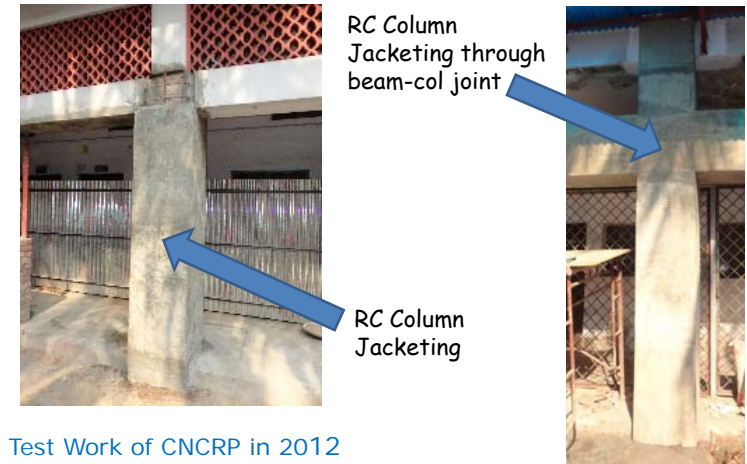 RC Column
Jacketing through
beam-col joint
RC Column
Jacketing
Test Work of CNCRP in 2012